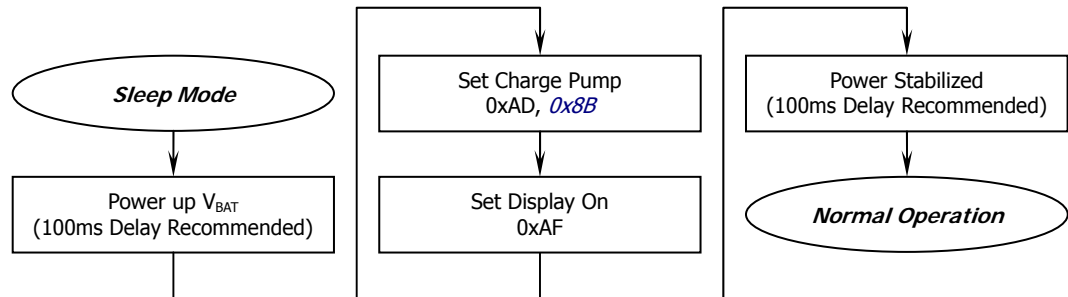 Sleep Mode
Power up VBAT
(100ms Delay Recommended)
Set Charge Pump
0xAD, 0x8B
Set Display On
0xAF
Power Stabilized
(100ms Delay Recommended)
Normal Operation